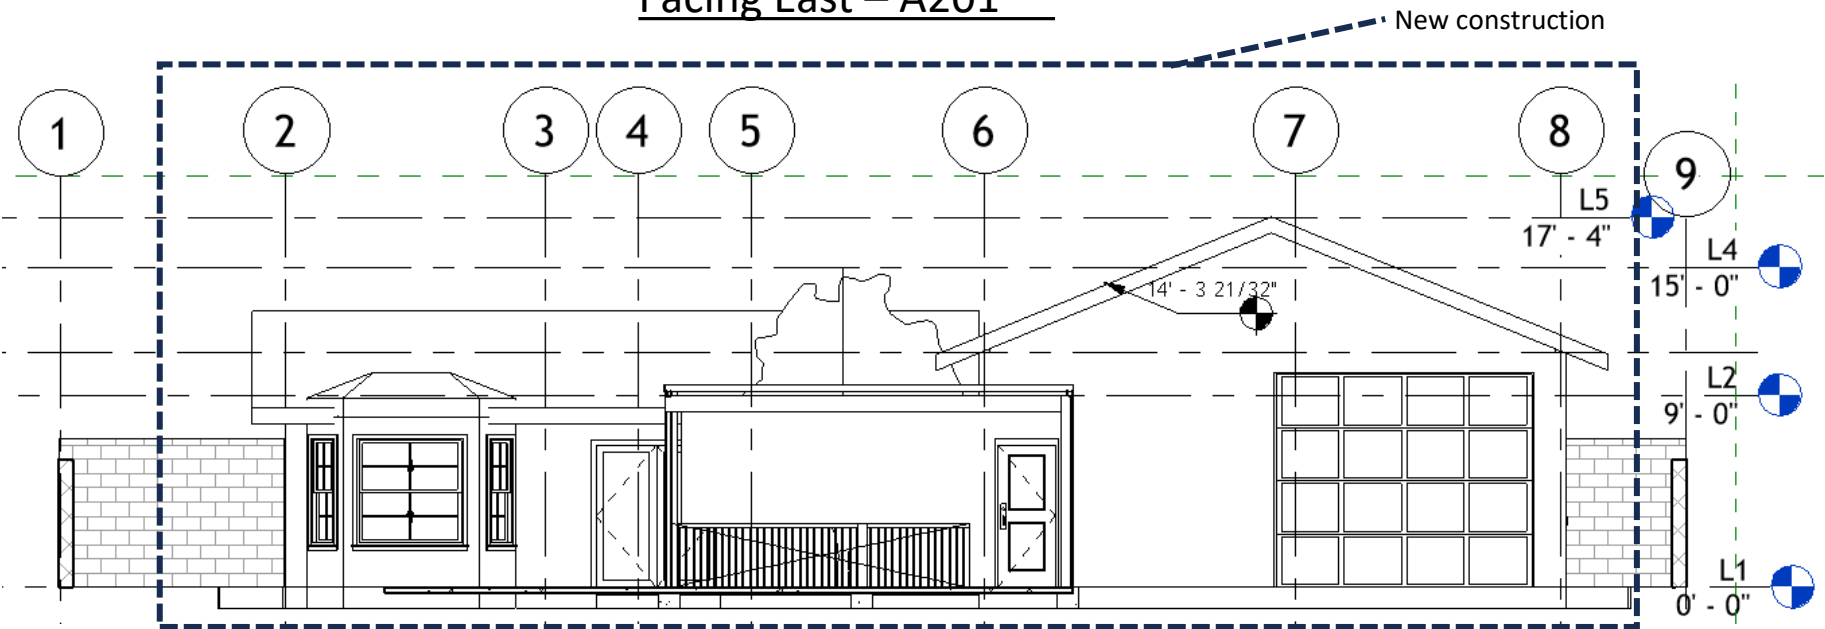 Facing East – A201
New construction
1
2
3
4
5
6
7
8
9
L5
17' - 4"
L4
15' - 0"
14' - 3 21/32"
L2
9' - 0"
L1
0' - 0"